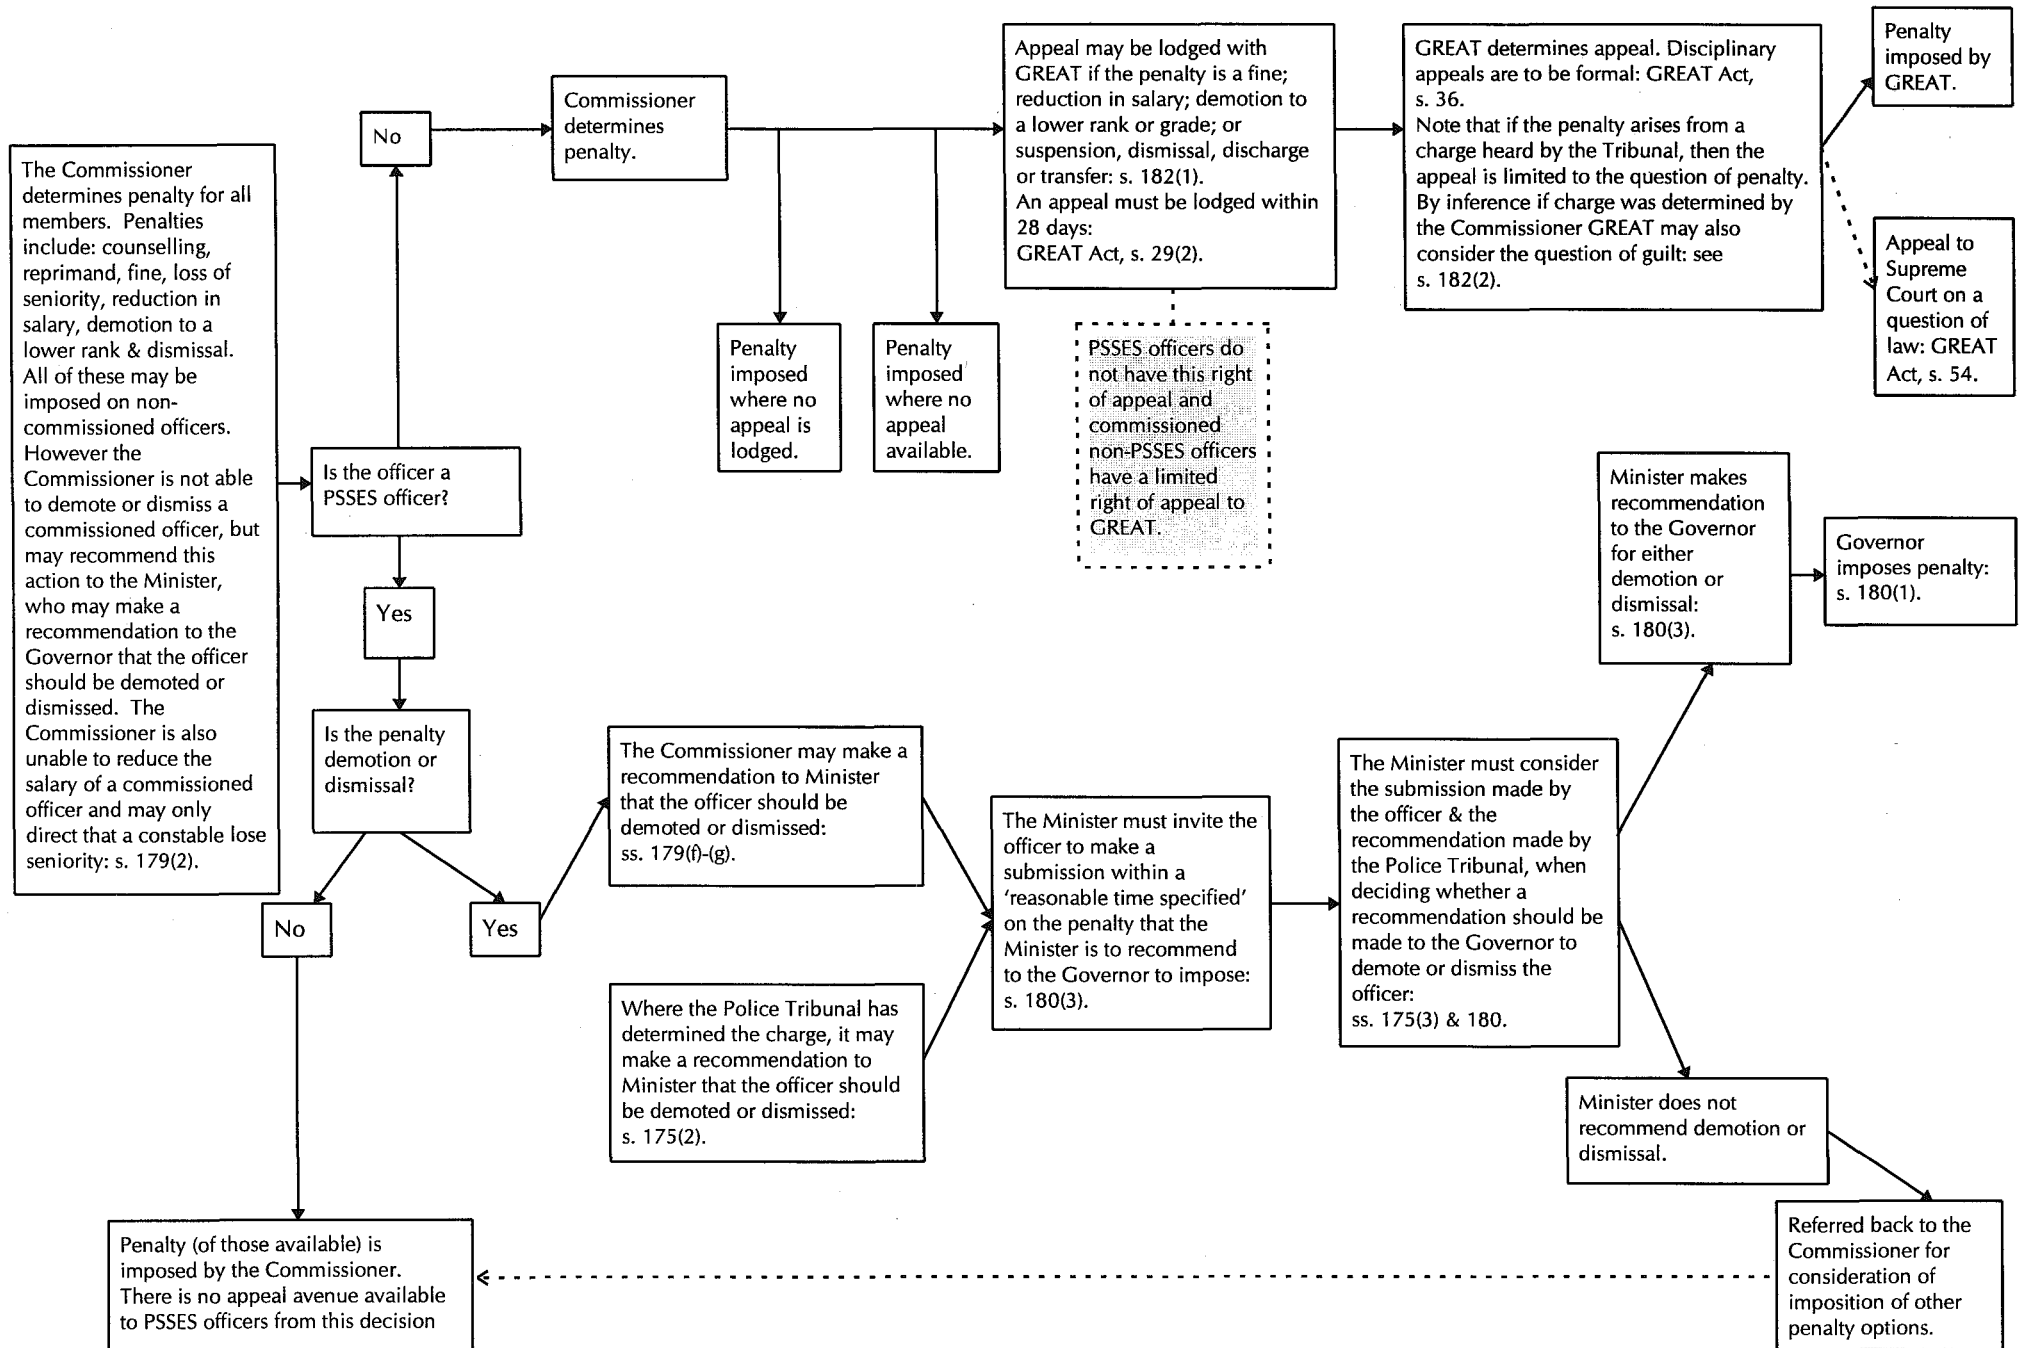 The Commissioner
determines penalty for all
members. Penalties
include: counselling,
reprimand, fine, loss of
seniority, reduction in
salary, demotion to a
lower rank & dismissal.
All of these may be
imposed on non-
commissioned officers.
However the
Commissioner is not able
to demote or dismiss a
commissioned officer, but
may recommend this
action to the Minister,
who may make a
recommendation to the
Governor that the officer
should be demoted or
dismissed. The
Commissioner is also
unable to reduce the
salary of a commissioned
officer and may only
direct that a constable lose
seniority: s. 179(2).
Is the officer a
PSSES officer?
No
Commissioner
determines
penalty.
Penalty
imposed
where no
appeal is
lodged.
Penalty
imposed
where no
appeal
available.
Appeal may be lodged with
GREAT if the penalty is a fine;
reduction in salary; demotion to
a lower rank or grade; or
suspension, dismissal, discharge
or transfer: s. 182(1).
An appeal must be lodged within
28 days:
GREAT Act, s. 29(2).
PSSES officers do
not have this right
of appeal and
commissioned
non-PSSES officers
have a limited
right of appeal to
GREAT.
GREAT determines appeal. Disciplinary
appeals are to be formal: GREAT Act,
s. 36.
Note that if the penalty arises from a
charge heard by the Tribunal, then the
appeal is limited to the question of penalty.
By inference if charge was determined by
the Commissioner GREAT may also
consider the question of guilt: see
s. 182(2).
Penalty
imposed by
GREAT.
Appeal to
Supreme
Court on a
question of
law: GREAT
Act, s. 54.
Yes
Is the penalty
demotion or
dismissal?
No
Yes
The Commissioner may make a
recommendation to Minister
that the officer should be
demoted or dismissed:
ss. 179(f)-(g).
Where the Police Tribunal has
determined the charge, it may
make a recommendation to
Minister that the officer should
be demoted or dismissed:
s. 175(2).
The Minister must invite the
officer to make a
submission within a
‘reasonable time specified’
on the penalty that the
Minister is to recommend
to the Governor to impose:
s. 180(3).
The Minister must consider
the submission made by
the officer & the
recommendation made by
the Police Tribunal, when
deciding whether a
recommendation should be
made to the Governor to
demote or dismiss the
officer:
ss. 175(3) & 180.
Minister makes
recommendation
to the Governor
for either
demotion or
dismissal:
s. 180(3).
Governor
imposes penalty:
s. 180(1).
Minister does not
recommend demotion or
dismissal.
Referred back to the
Commissioner for
consideration of
imposition of other
penalty options.
Penalty (of those available) is
imposed by the Commissioner.
There is no appeal avenue available
to PSSES officers from this decision